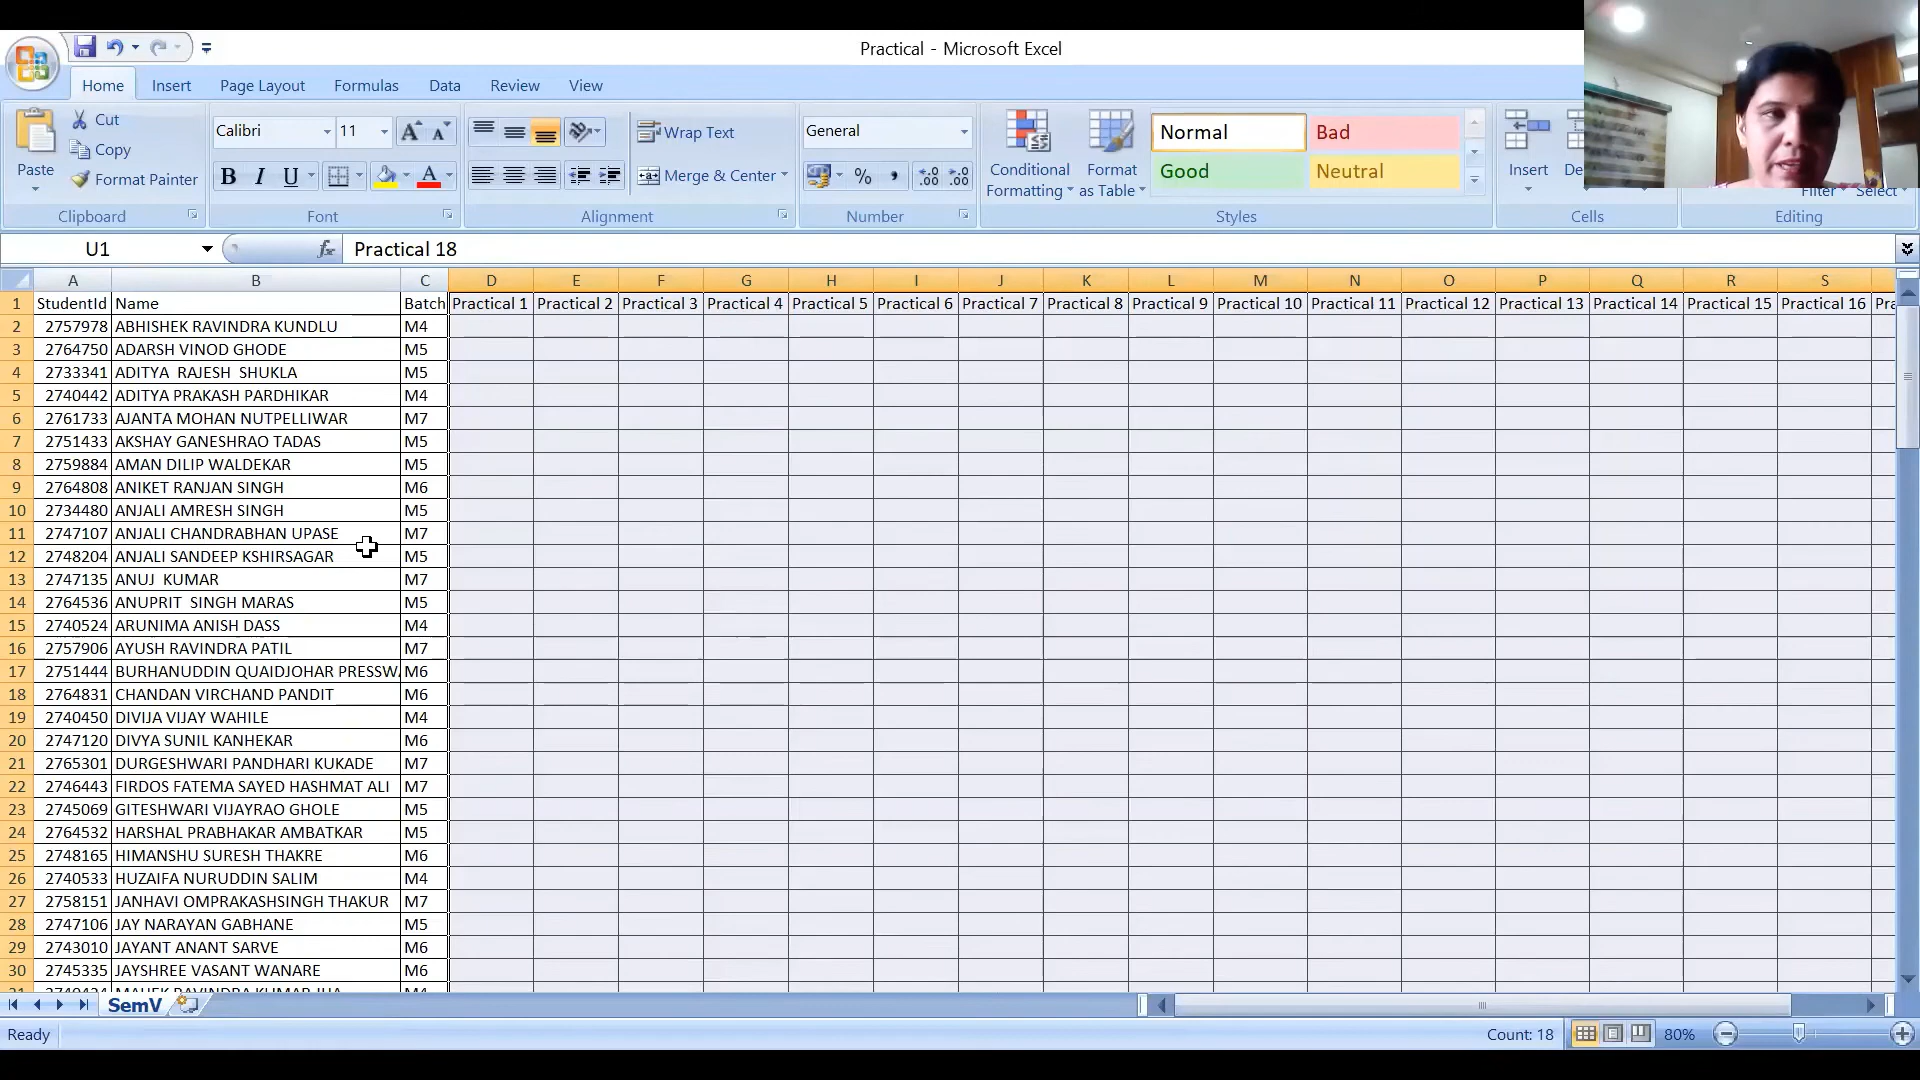 Practical - Microsoft Excel
Home Insert Page Layout Formulas Data Review View
Paste
Cut
Copy
Format Painter
Clipboard
Calibri 11
B I U
Font
Wrap Text
Merge & Center
Alignment
General
% ,
Number
Conditional Formatting
Format as Table
Normal Bad
Good Neutral
Styles
Insert
Cells
Filter Select
Editing
U1 fx Practical 18
A B C D E F G H I J K L M N O P Q R S
1 StudentId Name Batch Practical 1 Practical 2 Practical 3 Practical 4 Practical 5 Practical 6 Practical 7 Practical 8 Practical 9 Practical 10 Practical 11 Practical 12 Practical 13 Practical 14 Practical 15 Practical 16
2 2757978 ABHISHEK RAVINDRA KUNDLU M4
3 2764750 ADARSH VINOD GHODE M5
4 2733341 ADITYA RAJESH SHUKLA M5
5 2740442 ADITYA PRAKASH PARDHIKAR M4
6 2761733 AJANTA MOHAN NUTPELLIWAR M7
7 2751433 AKSHAY GANESHRAO TADAS M5
8 2759884 AMAN DILIP WALDEKAR M5
9 2764808 ANIKET RANJAN SINGH M6
10 2734480 ANJALI AMRESH SINGH M5
11 2747107 ANJALI CHANDRABHAN UPASE M7
12 2748204 ANJALI SANDEEP KSHIRSAGAR M5
13 2747135 ANUJ KUMAR M7
14 2764536 ANUPRIT SINGH MARAS M5
15 2740524 ARUNIMA ANISH DASS M4
16 2757906 AYUSH RAVINDRA PATIL M7
17 2751444 BURHANUDDIN QUAIDJOHAR PRESSWA M6
18 2764831 CHANDAN VIRCHAND PANDIT M6
19 2740450 DIVIJA VIJAY WAHILE M4
20 2747120 DIVYA SUNIL KANHEKAR M6
21 2765301 DURGESHWARI PANDHARI KUKADE M7
22 2746443 FIRDOS FATEMA SAYED HASHMAT ALI M7
23 2745069 GITESHWARI VIJAYRAO GHOLE M5
24 2764532 HARSHAL PRABHAKAR AMBATKAR M5
25 2748165 HIMANSHU SURESH THAKRE M6
26 2740533 HUZAIFA NURUDDIN SALIM M4
27 2758151 JANHAVI OMPRAKASHSINGH THAKUR M7
28 2747106 JAY NARAYAN GABHANE M5
29 2743010 JAYANT ANANT SARVE M6
30 2745335 JAYSHREE VASANT WANARE M6
SemV
Ready Count: 18 80%